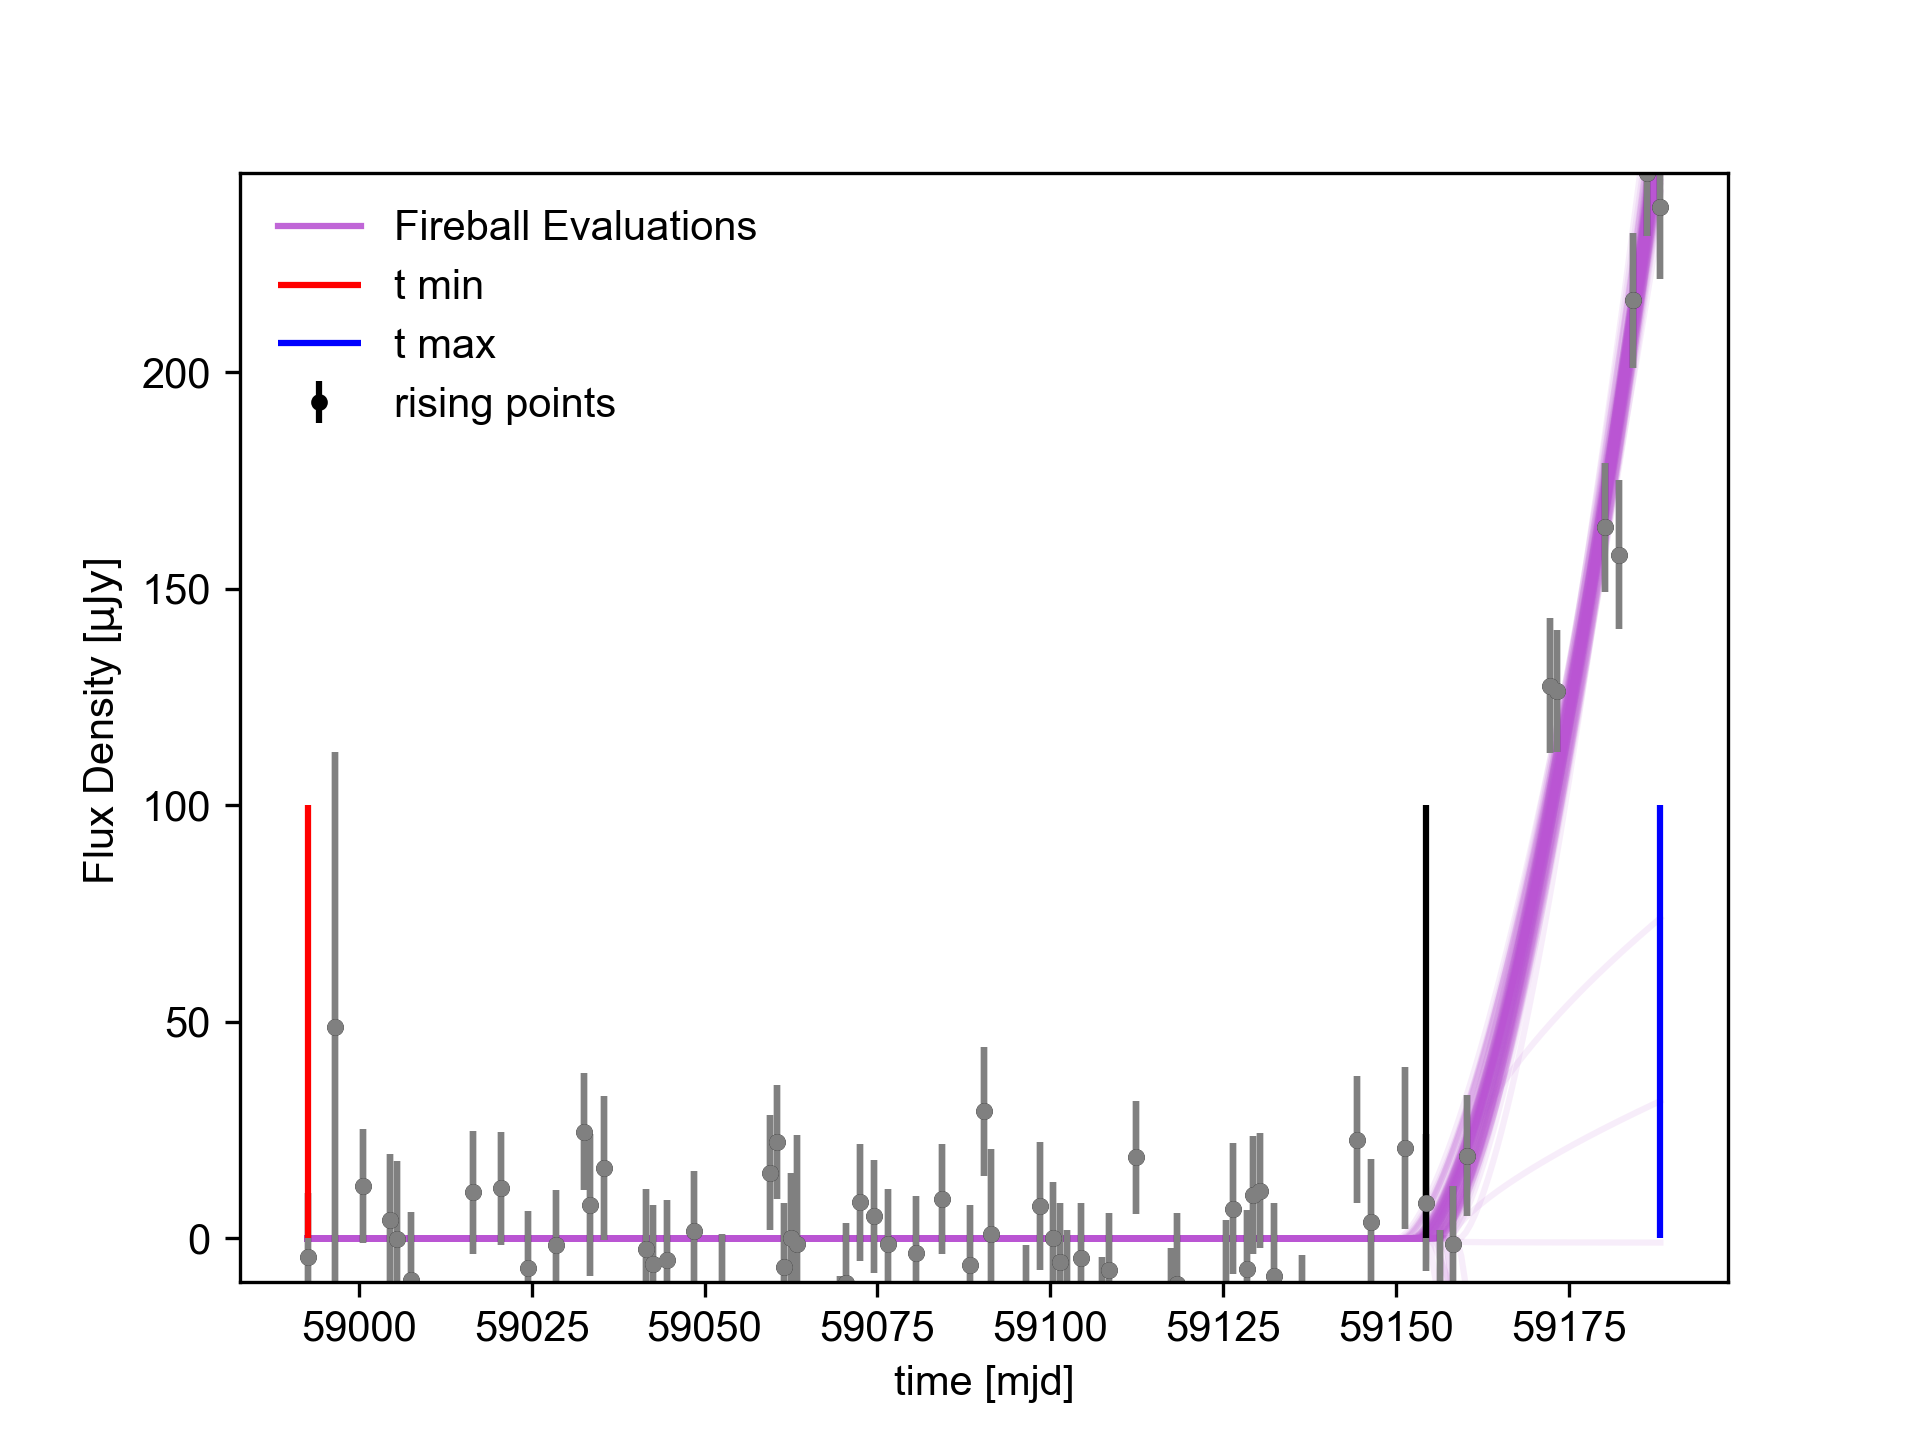 Fireball Evaluations
t min
t max
rising points
Flux Density [µJy]
200
150
100
50
0
59000 59025 59050 59075 59100 59125 59150 59175
time [mjd]